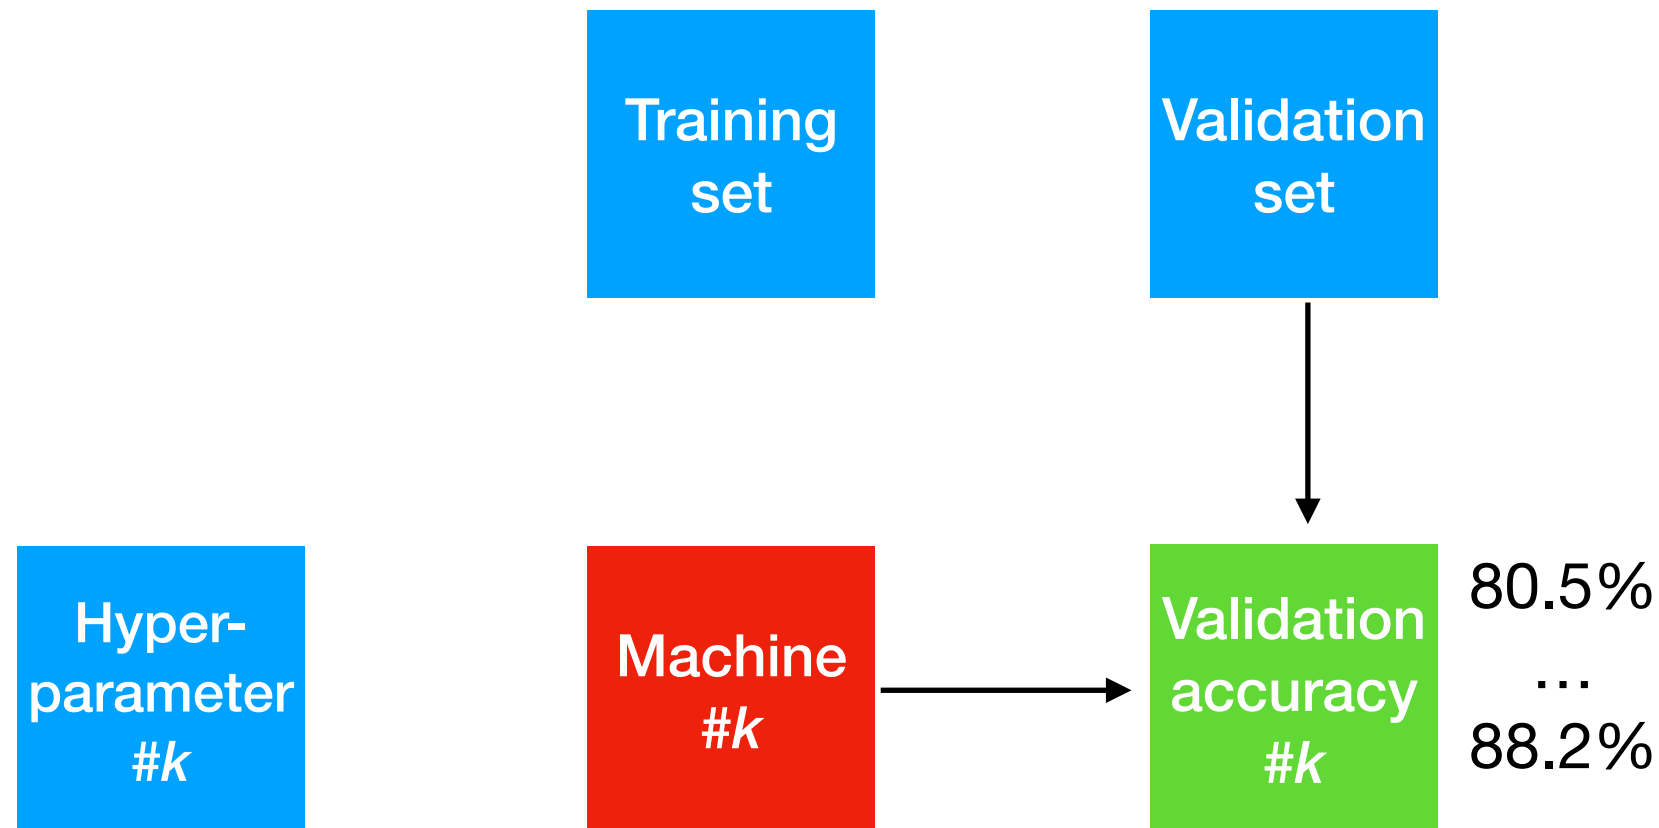 Training
set
Validation
set
Hyper-
parameter
#k
Machine
#k
Validation
accuracy
#k
80.5%
...
88.2%